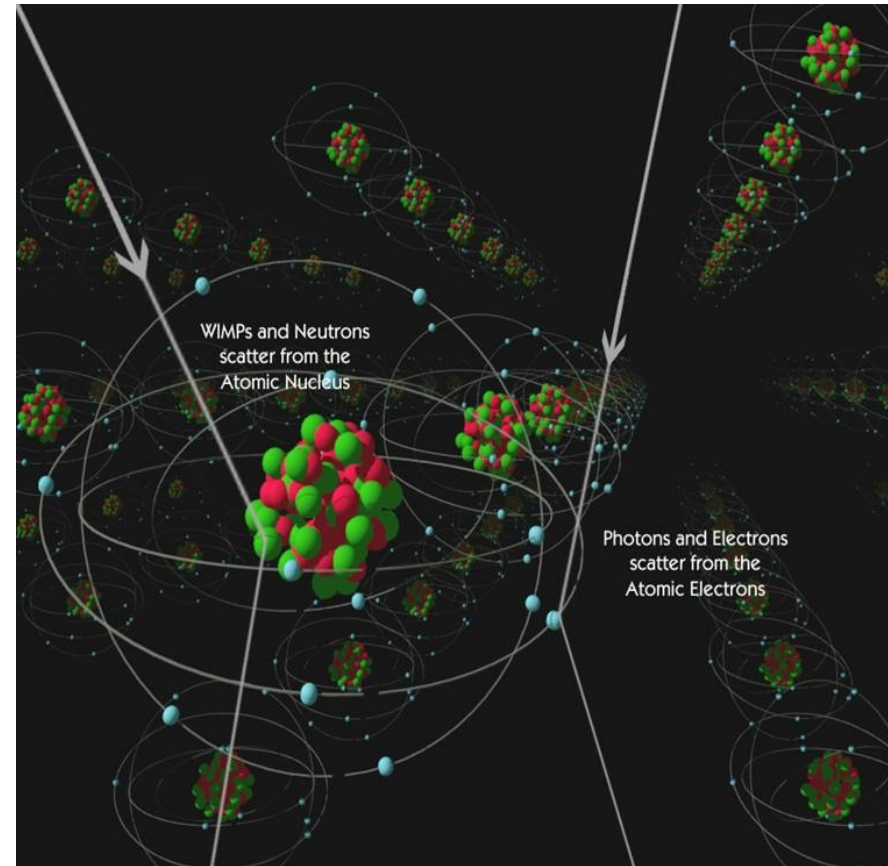 WIMPs and Neutrons
scatter from the
Atomic Nucleus
Photons and Electrons
scatter from the
Atomic Electrons